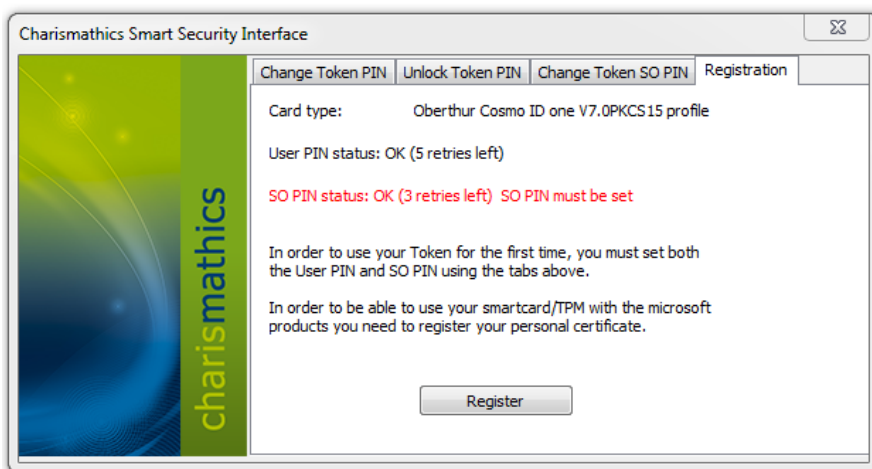 Charismathics Smart Security Interface
Change Token PIN Unlock Token PIN Change Token SO PIN Registration
Card type: Oberthur Cosmo ID one V7.0PKCS15 profile
User PIN status: OK (5 retries left)
SO PIN status: OK (3 retries left) SO PIN must be set
In order to use your Token for the first time, you must set both
the User PIN and SO PIN using the tabs above.
In order to be able to use your smartcard/TPM with the microsoft
products you need to register your personal certificate.
Register
charismathics